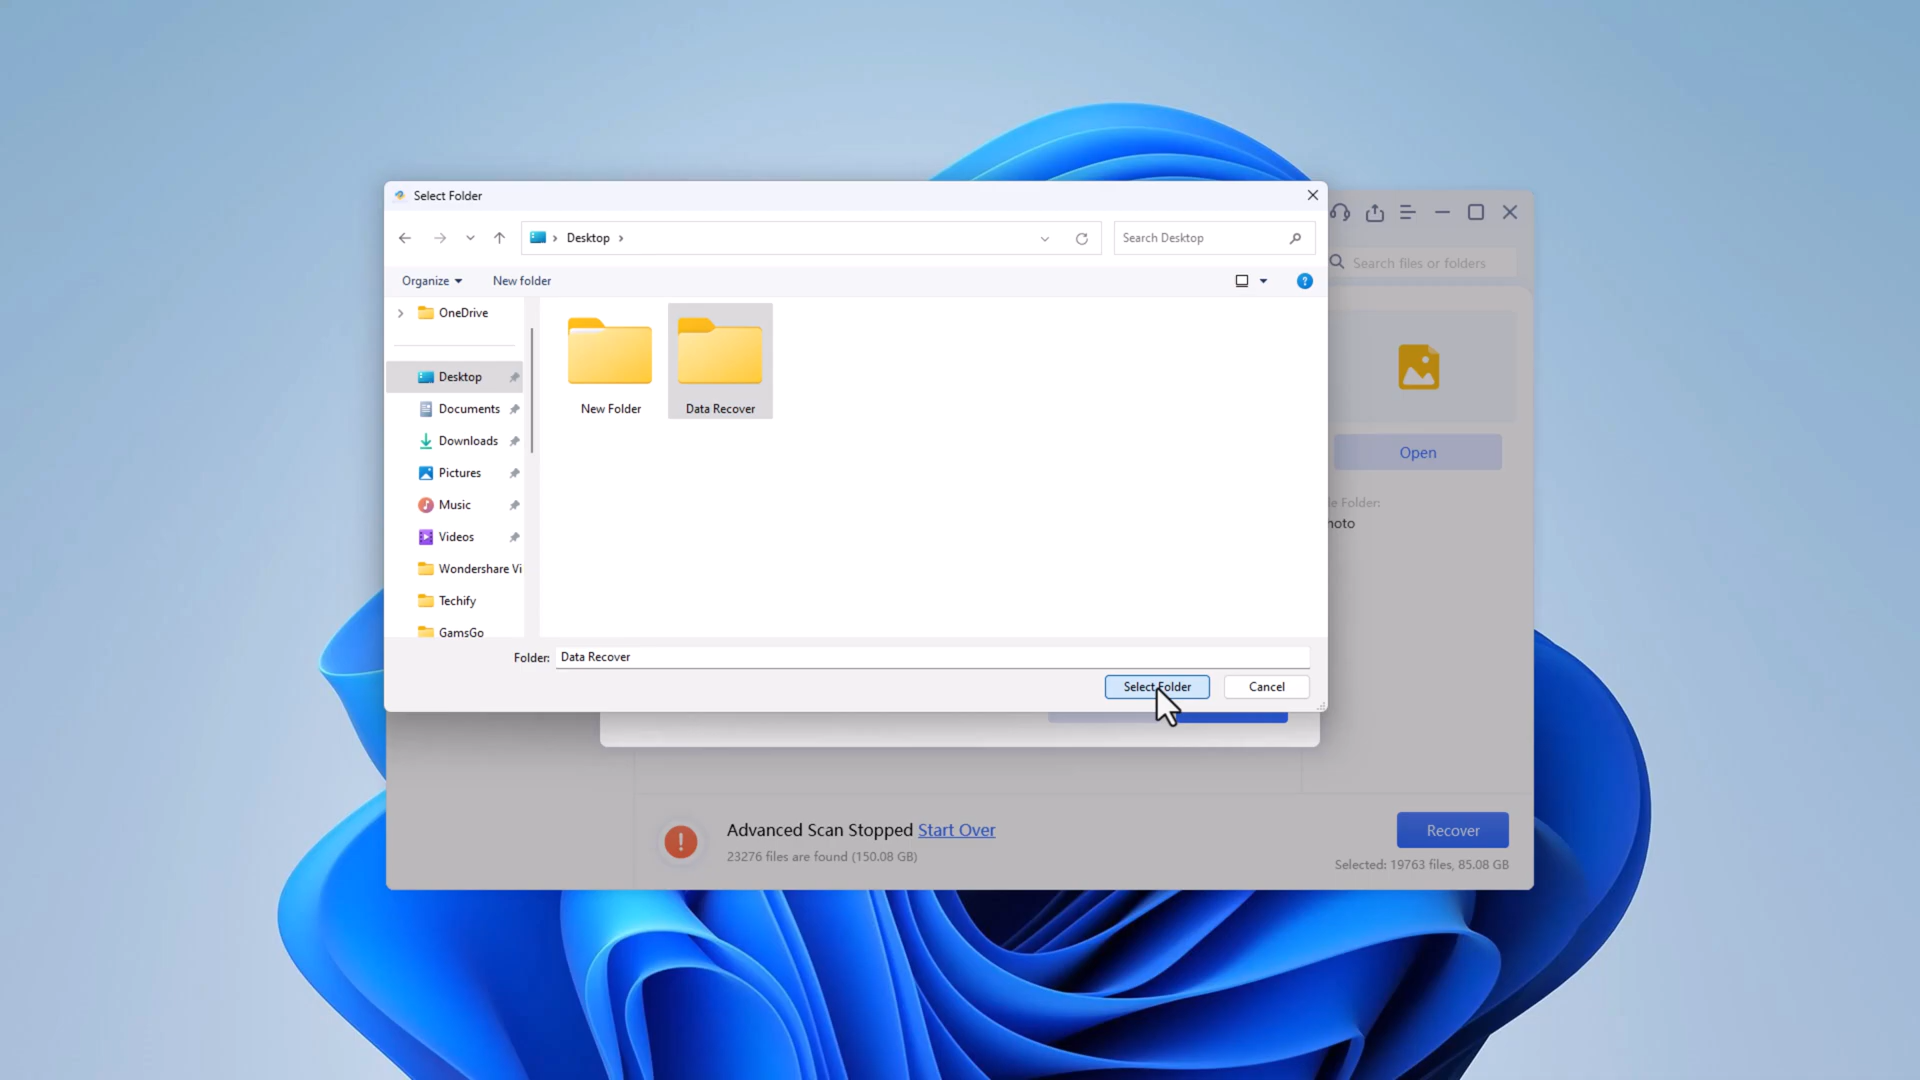 Select Folder
Desktop
Search Desktop
Search files or folders
Organize
New folder
?
OneDrive
Desktop
Documents
Downloads
Pictures
Music
Videos
Wondershare Vi
Techify
GamsGo
New Folder
Data Recover
Open
le Folder:
hoto
Folder:
Data Recover
Select Folder
Cancel
Advanced Scan Stopped Start Over
23276 files are found (150.08 GB)
Recover
Selected: 19763 files, 85.08 GB